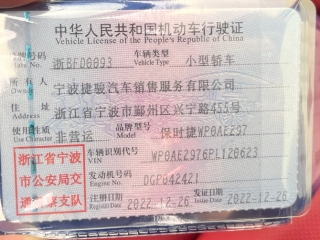 中华人民共和国机动车行驶证
Vehicle License of the People's Republic of China
号牌号码 浙BFD0893 车辆类型 小型轿车
Plate No. Vehicle Type
所有人 宁波捷骏汽车销售服务有限公司
Owner
住址 浙江省宁波市鄞州区兴宁路455号
Address
使用性质 非营运 品牌型号 保时捷WP0AE297
Use Character Model
浙江省宁波市公安局交通警察支队
车辆识别代号 WP0AE2976PL120623
VIN
发动机号码 DGP042421
Engine No.
注册日期 2022-12-26 发证日期 2022-12-26
Register Date Issue Date